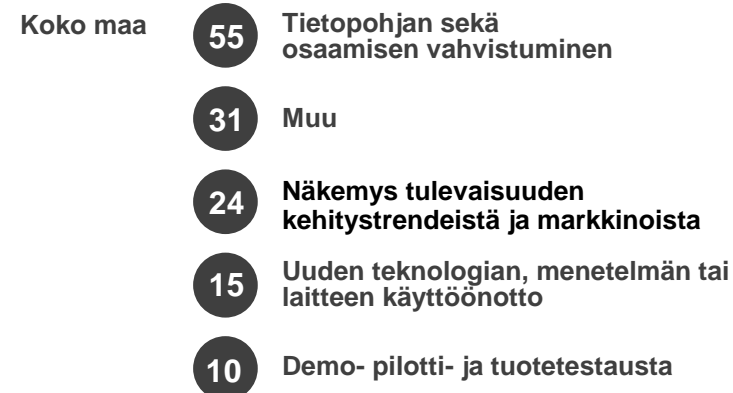 Koko maa
55
Tietopohjan sekä
osaamisen vahvistuminen
31
Muu
24
Näkemys tulevaisuuden
kehitystrendeistä ja markkinoista
15
Uuden teknologian, menetelmän tai
laitteen käyttöönotto
10
Demo- pilotti- ja tuotetestausta